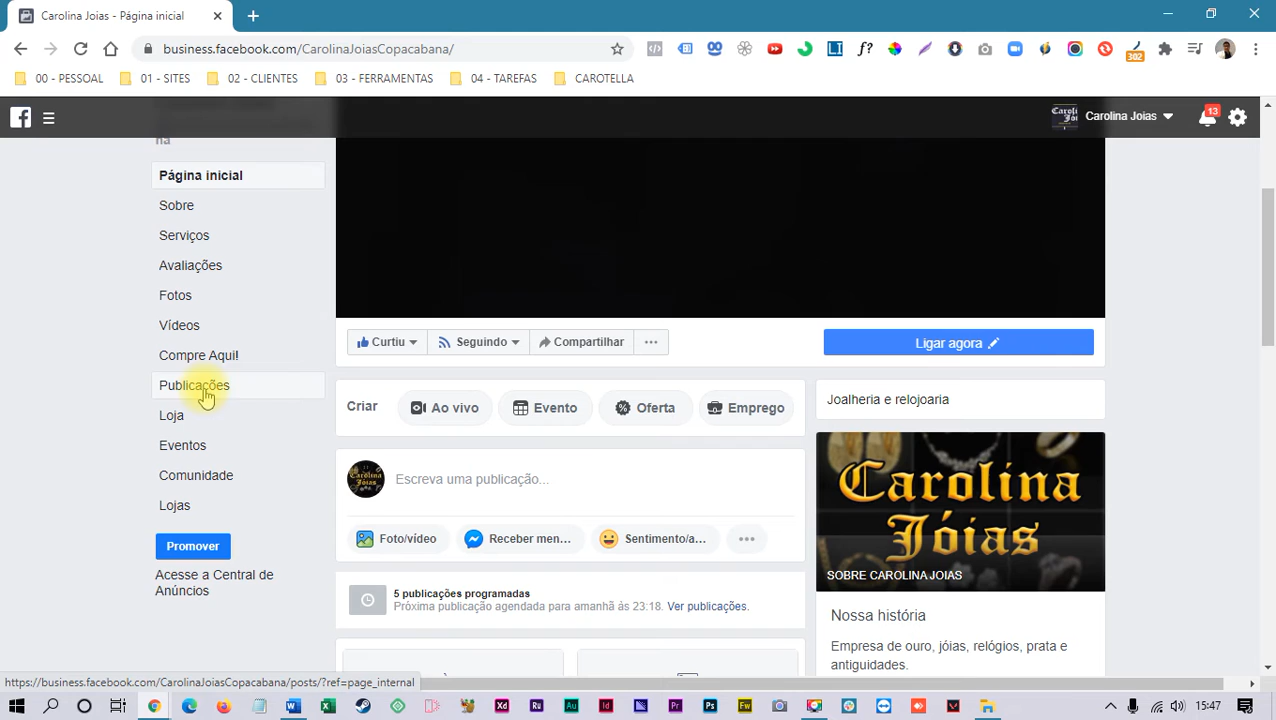 Carolina Joias - Página inicial
business.facebook.com/CarolinaJoiasCopacabana/
302
00 - PESSOAL
01 - SITES
02 - CLIENTES
03 - FERRAMENTAS
04 - TAREFAS
CAROTELLA
Carolina Joias
13
na
Página inicial
Sobre
Serviços
Avaliações
Fotos
Vídeos
Compre Aqui!
Publicações
Loja
Eventos
Comunidade
Lojas
Promover
Acesse a Central de
Anúncios
Curtiu
Seguindo
Compartilhar
Ligar agora
Criar
Ao vivo
Evento
Oferta
Emprego
Escreva uma publicação...
Foto/vídeo
Receber men...
Sentimento/a...
5 publicações programadas
Próxima publicação agendada para amanhã às 23:18. Ver publicações.
Joalheria e relojoaria
Carolina
Jóias
SOBRE CAROLINA JOIAS
Nossa história
Empresa de ouro, jóias, relógios, prata e
antiguidades.
https://business.facebook.com/CarolinaJoiasCopacabana/posts/?ref=page_internal
15:47